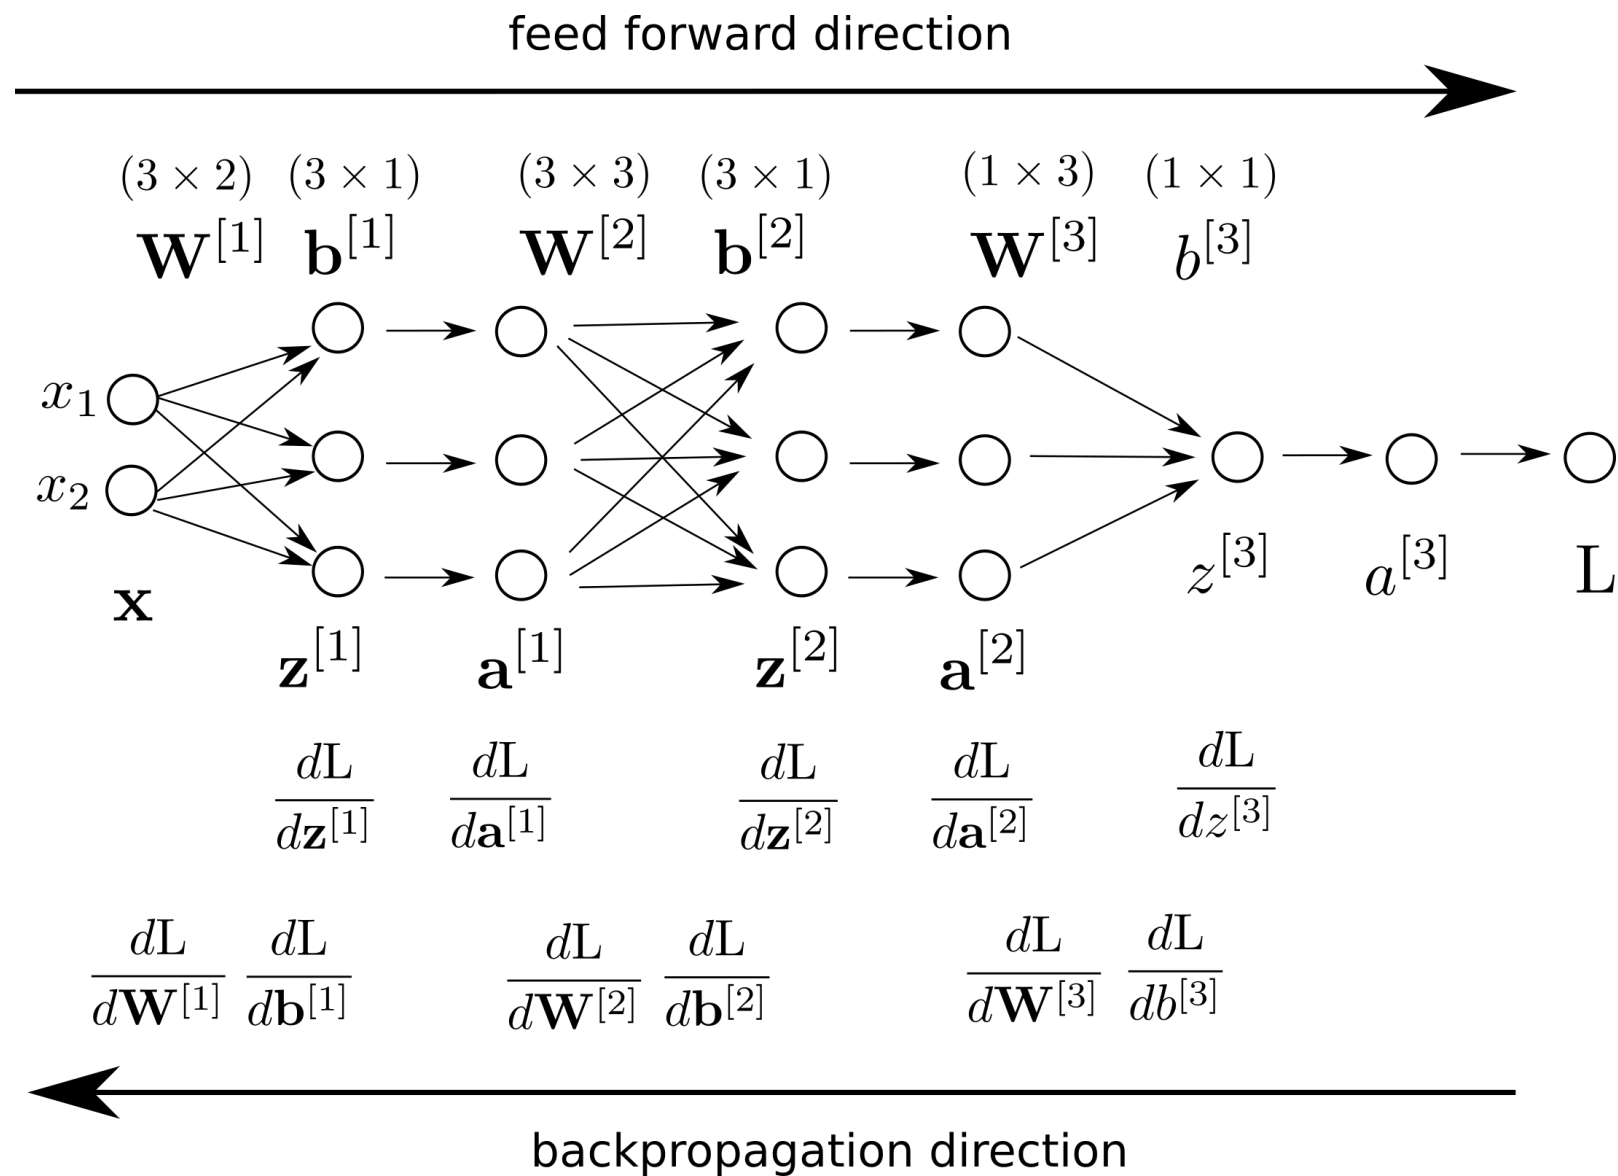 feed forward direction
(3 × 2) (3 × 1) (3 × 3) (3 × 1) (1 × 3) (1 × 1)
W^[1] b^[1] W^[2] b^[2] W^[3] b^[3]
x₁
x₂
x
z^[1] a^[1] z^[2] a^[2] z^[3] a^[3] L
dL/dz^[1] dL/da^[1] dL/dz^[2] dL/da^[2] dL/dz^[3]
dL/dW^[1] dL/db^[1] dL/dW^[2] dL/db^[2] dL/dW^[3] dL/db^[3]
backpropagation direction